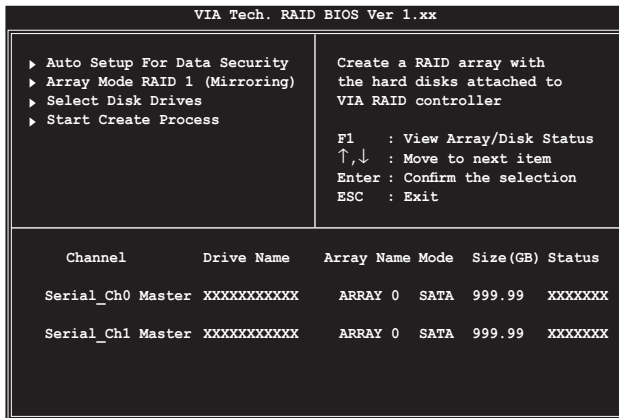 VIA Tech. RAID BIOS Ver 1.xx
Auto Setup For Data Security
Array Mode RAID 1 (Mirroring)
Select Disk Drives
Start Create Process
Create a RAID array with
the hard disks attached to
VIA RAID controller
F1 : View Array/Disk Status
↑,↓ : Move to next item
Enter : Confirm the selection
ESC : Exit
Channel Drive Name Array Name Mode Size(GB) Status
Serial_Ch0 Master XXXXXXXXXXX ARRAY 0 SATA 999.99 XXXXXXX
Serial_Ch1 Master XXXXXXXXXXX ARRAY 0 SATA 999.99 XXXXXXX